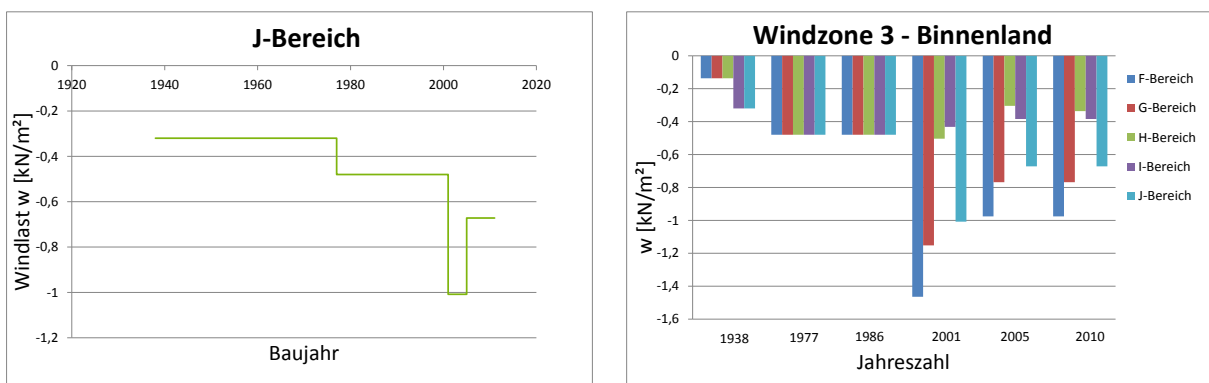 J-Bereich
0
1920 1940 1960 1980 2000 2020
-0,2
-0,4
-0,6
-0,8
-1
-1,2
Windlast w [kN/m²]
Baujahr
Windzone 3 - Binnenland
0
-0,2
-0,4
-0,6
-0,8
-1
-1,2
-1,4
-1,6
w [kN/m²]
1938 1977 1986 2001 2005 2010
Jahreszahl
F-Bereich
G-Bereich
H-Bereich
I-Bereich
J-Bereich